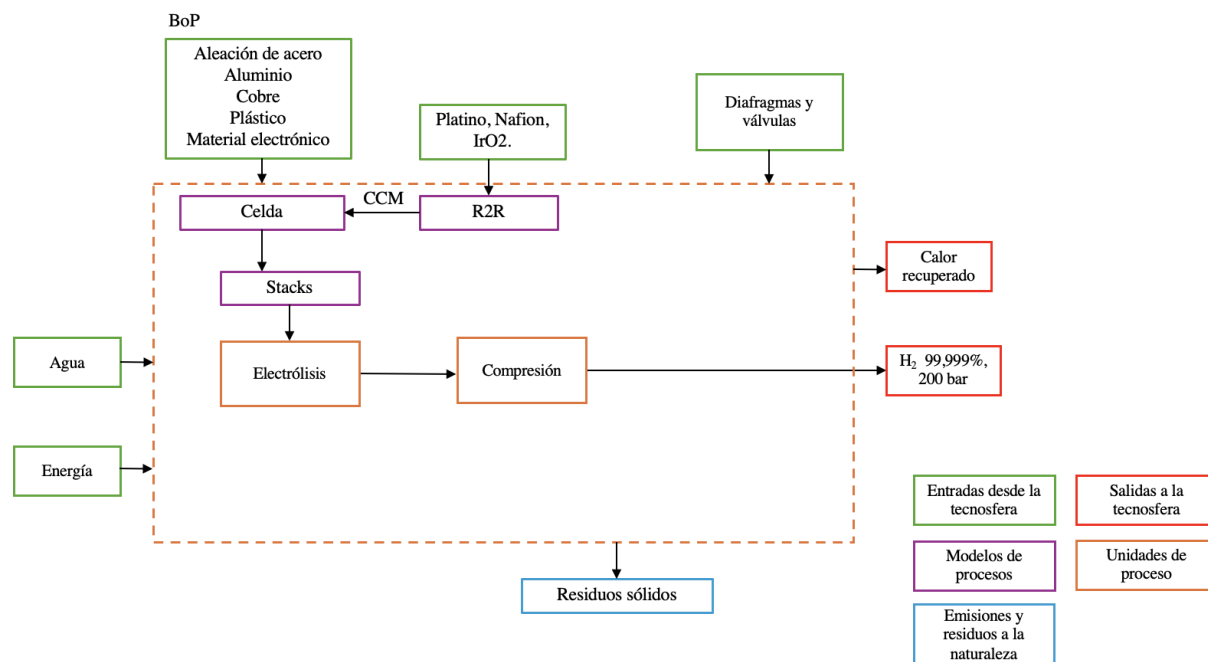 BoP
Aleación de acero
Aluminio
Cobre
Plástico
Material electrónico
Platino, Nafion,
IrO2.
Diafragmas y
válvulas
Celda
CCM
R2R
Stacks
Calor
recuperado
Agua
Electrólisis
Compresión
H₂ 99,999%,
200 bar
Energía
Entradas desde la
tecnosfera
Salidas a la
tecnosfera
Modelos de
procesos
Unidades de
proceso
Residuos sólidos
Emisiones y
residuos a la
naturaleza